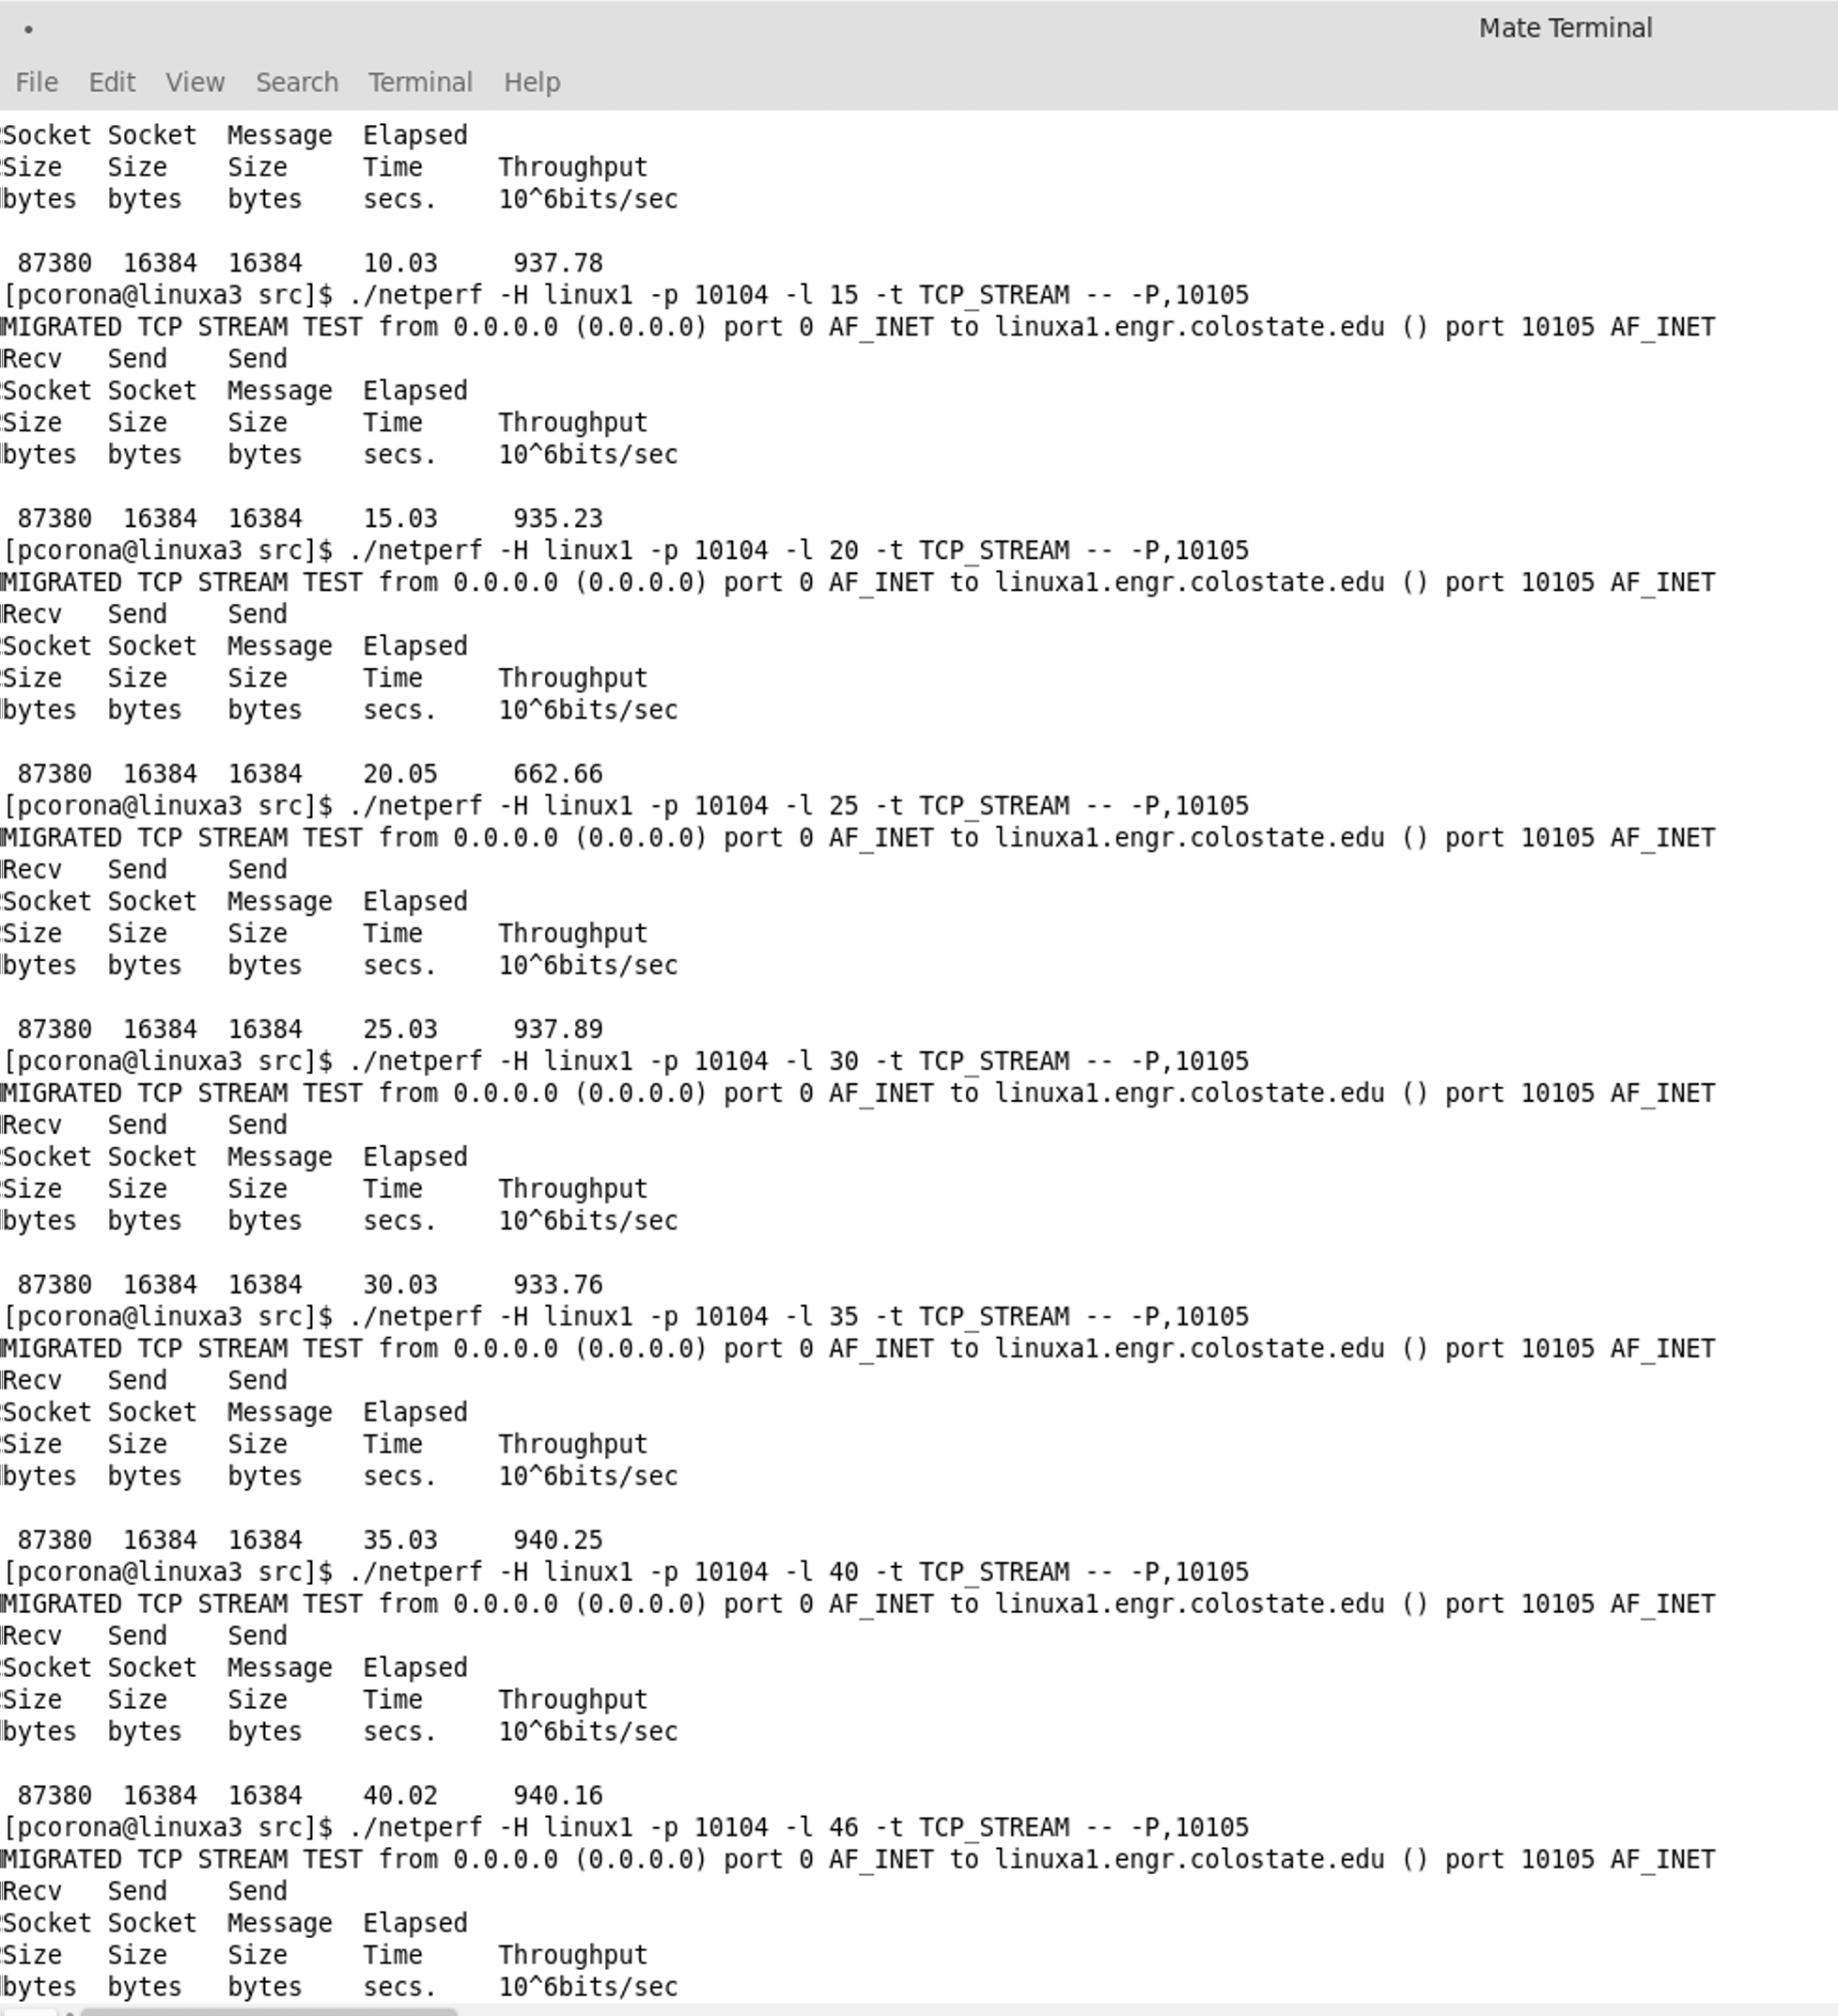 Mate Terminal
File Edit View Search Terminal Help
Socket Socket  Message  Elapsed
Size   Size    Size     Time     Throughput
bytes  bytes   bytes    secs.    10^6bits/sec

 87380  16384  16384    10.03     937.78
[pcorona@linuxa3 src]$ ./netperf -H linux1 -p 10104 -l 15 -t TCP_STREAM -- -P,10105
MIGRATED TCP STREAM TEST from 0.0.0.0 (0.0.0.0) port 0 AF_INET to linuxa1.engr.colostate.edu () port 10105 AF_INET
Recv   Send    Send
Socket Socket  Message  Elapsed
Size   Size    Size     Time     Throughput
bytes  bytes   bytes    secs.    10^6bits/sec

 87380  16384  16384    15.03     935.23
[pcorona@linuxa3 src]$ ./netperf -H linux1 -p 10104 -l 20 -t TCP_STREAM -- -P,10105
MIGRATED TCP STREAM TEST from 0.0.0.0 (0.0.0.0) port 0 AF_INET to linuxa1.engr.colostate.edu () port 10105 AF_INET
Recv   Send    Send
Socket Socket  Message  Elapsed
Size   Size    Size     Time     Throughput
bytes  bytes   bytes    secs.    10^6bits/sec

 87380  16384  16384    20.05     662.66
[pcorona@linuxa3 src]$ ./netperf -H linux1 -p 10104 -l 25 -t TCP_STREAM -- -P,10105
MIGRATED TCP STREAM TEST from 0.0.0.0 (0.0.0.0) port 0 AF_INET to linuxa1.engr.colostate.edu () port 10105 AF_INET
Recv   Send    Send
Socket Socket  Message  Elapsed
Size   Size    Size     Time     Throughput
bytes  bytes   bytes    secs.    10^6bits/sec

 87380  16384  16384    25.03     937.89
[pcorona@linuxa3 src]$ ./netperf -H linux1 -p 10104 -l 30 -t TCP_STREAM -- -P,10105
MIGRATED TCP STREAM TEST from 0.0.0.0 (0.0.0.0) port 0 AF_INET to linuxa1.engr.colostate.edu () port 10105 AF_INET
Recv   Send    Send
Socket Socket  Message  Elapsed
Size   Size    Size     Time     Throughput
bytes  bytes   bytes    secs.    10^6bits/sec

 87380  16384  16384    30.03     933.76
[pcorona@linuxa3 src]$ ./netperf -H linux1 -p 10104 -l 35 -t TCP_STREAM -- -P,10105
MIGRATED TCP STREAM TEST from 0.0.0.0 (0.0.0.0) port 0 AF_INET to linuxa1.engr.colostate.edu () port 10105 AF_INET
Recv   Send    Send
Socket Socket  Message  Elapsed
Size   Size    Size     Time     Throughput
bytes  bytes   bytes    secs.    10^6bits/sec

 87380  16384  16384    35.03     940.25
[pcorona@linuxa3 src]$ ./netperf -H linux1 -p 10104 -l 40 -t TCP_STREAM -- -P,10105
MIGRATED TCP STREAM TEST from 0.0.0.0 (0.0.0.0) port 0 AF_INET to linuxa1.engr.colostate.edu () port 10105 AF_INET
Recv   Send    Send
Socket Socket  Message  Elapsed
Size   Size    Size     Time     Throughput
bytes  bytes   bytes    secs.    10^6bits/sec

 87380  16384  16384    40.02     940.16
[pcorona@linuxa3 src]$ ./netperf -H linux1 -p 10104 -l 46 -t TCP_STREAM -- -P,10105
MIGRATED TCP STREAM TEST from 0.0.0.0 (0.0.0.0) port 0 AF_INET to linuxa1.engr.colostate.edu () port 10105 AF_INET
Recv   Send    Send
Socket Socket  Message  Elapsed
Size   Size    Size     Time     Throughput
bytes  bytes   bytes    secs.    10^6bits/sec